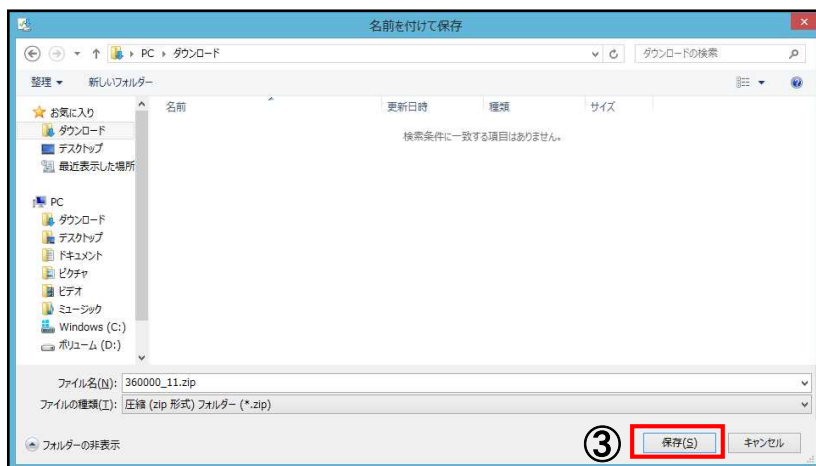 名前を付けて保存
PC ▸ ダウンロード
ダウンロードの検索
整理 ▼ 新しいフォルダー
名前 更新日時 種類 サイズ
検索条件に一致する項目はありません。
お気に入り
ダウンロード
デスクトップ
最近表示した場所
PC
ダウンロード
デスクトップ
ドキュメント
ピクチャ
ビデオ
ミュージック
Windows (C:)
ボリューム (D:)
ファイル名(N): 360000_11.zip
ファイルの種類(T): 圧縮 (zip 形式) フォルダー (*.zip)
フォルダーの非表示
③ 保存(S) キャンセル